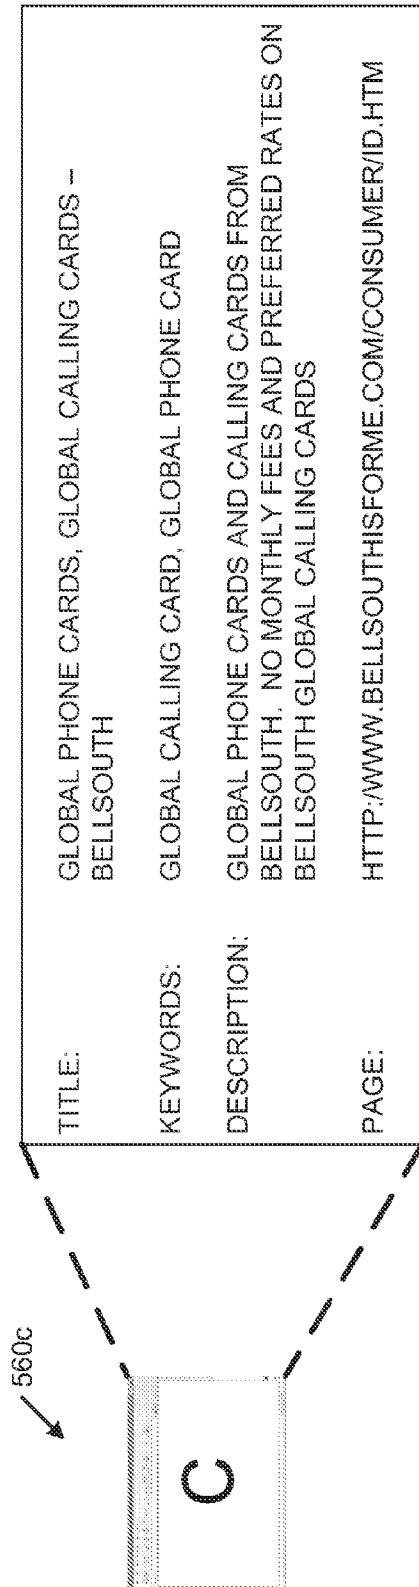 560c
C
TITLE: GLOBAL PHONE CARDS, GLOBAL CALLING CARDS –
BELLSOUTH
KEYWORDS: GLOBAL CALLING CARD, GLOBAL PHONE CARD
DESCRIPTION: GLOBAL PHONE CARDS AND CALLING CARDS FROM
BELLSOUTH. NO MONTHLY FEES AND PREFERRED RATES ON
BELLSOUTH GLOBAL CALLING CARDS
PAGE: HTTP:/WWW.BELLSOUTHISFORME.COM/CONSUMER/ID.HTM